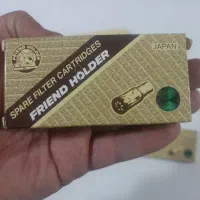 JAPAN
SPARE FILTER CARTRIDGES
FRIEND HOLDER